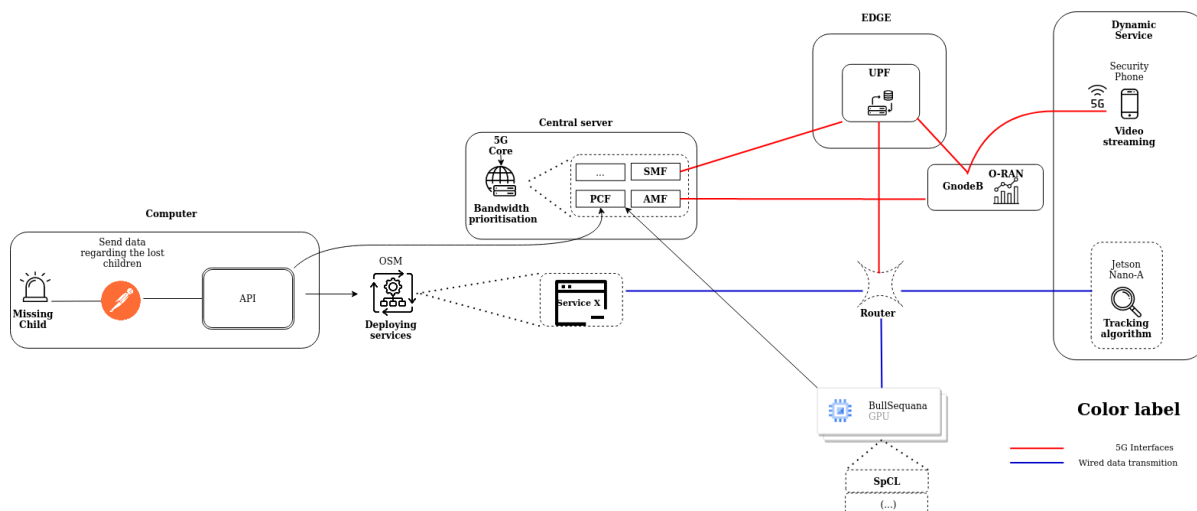 EDGE
Dynamic
Service
UPF
Security
Phone
5G
Video
streaming
Central server
5G
Core
...
SMF
PCF
AMF
Bandwidth
prioritisation
O-RAN
GnodeB
Computer
Send data
regarding the lost
children
API
Missing
Child
OSM
Deploying
services
Service X
Router
Jetson
Nano-A
Tracking
algorithm
BullSequana
GPU
SpCL
(...)
Color label
5G Interfaces
Wired data transmition